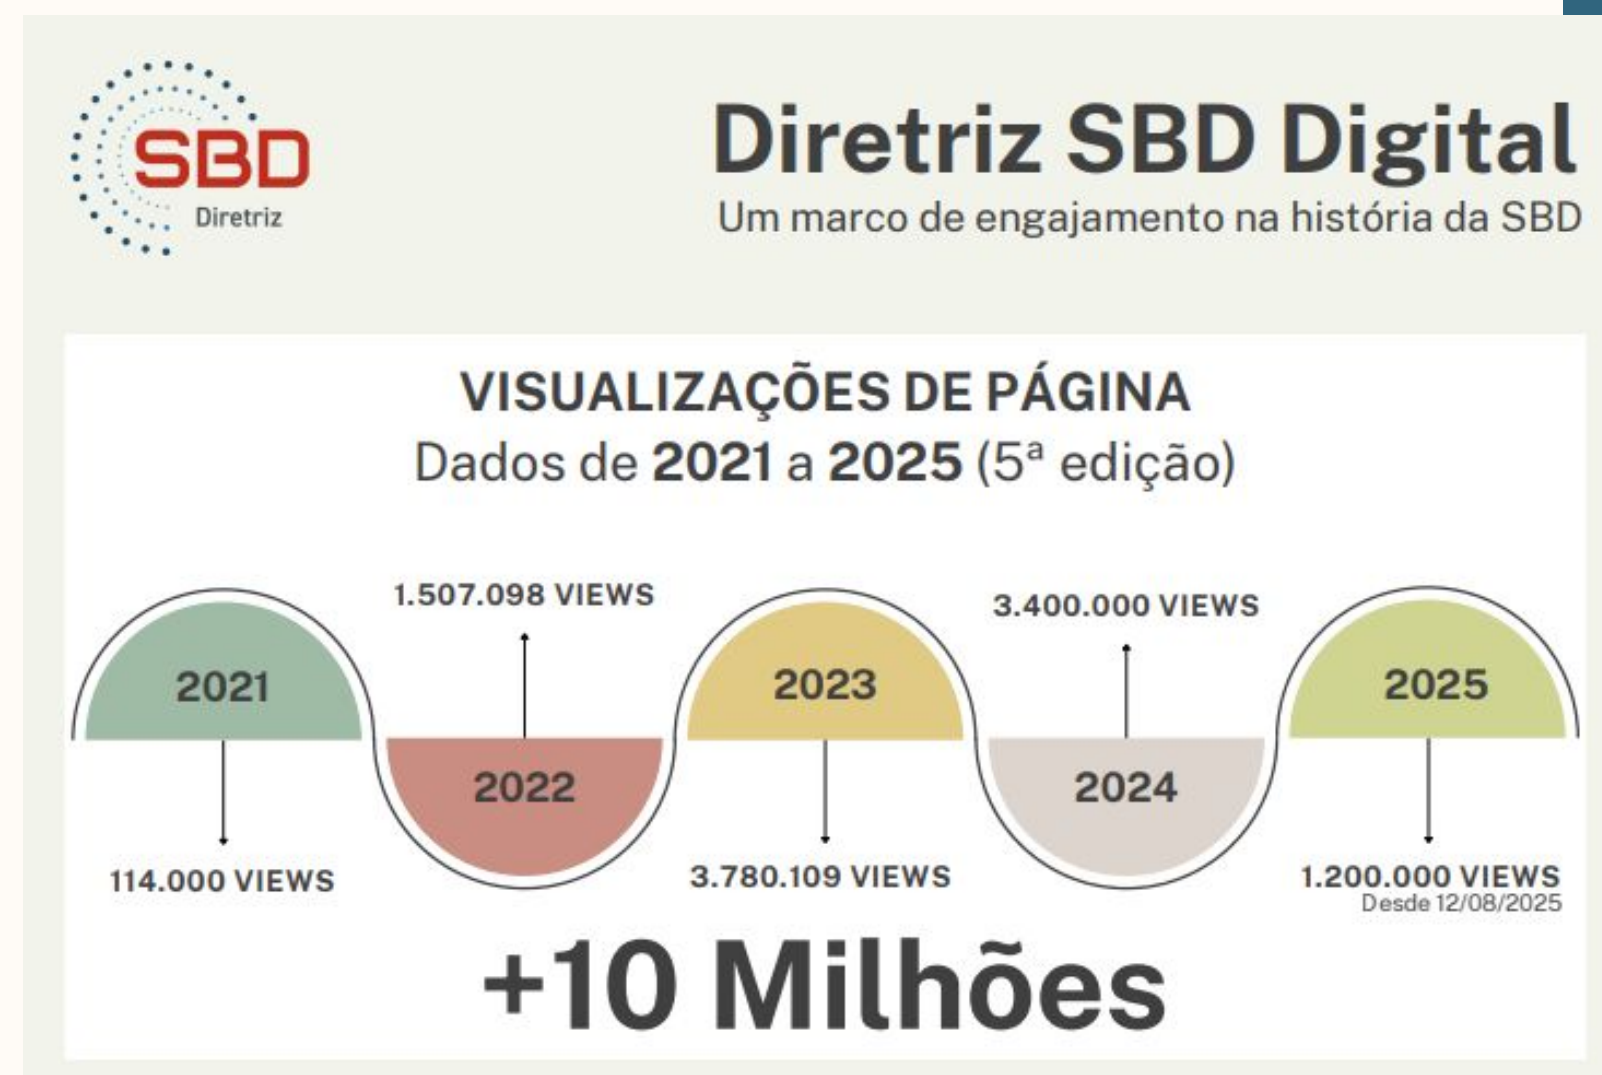 SBD
Diretriz
Diretriz SBD Digital
Um marco de engajamento na história da SBD
VISUALIZAÇÕES DE PÁGINA
Dados de 2021 a 2025 (5ª edição)
1.507.098 VIEWS
3.400.000 VIEWS
2021
2023
2025
2022
2024
114.000 VIEWS
3.780.109 VIEWS
1.200.000 VIEWS
Desde 12/08/2025
+10 Milhões